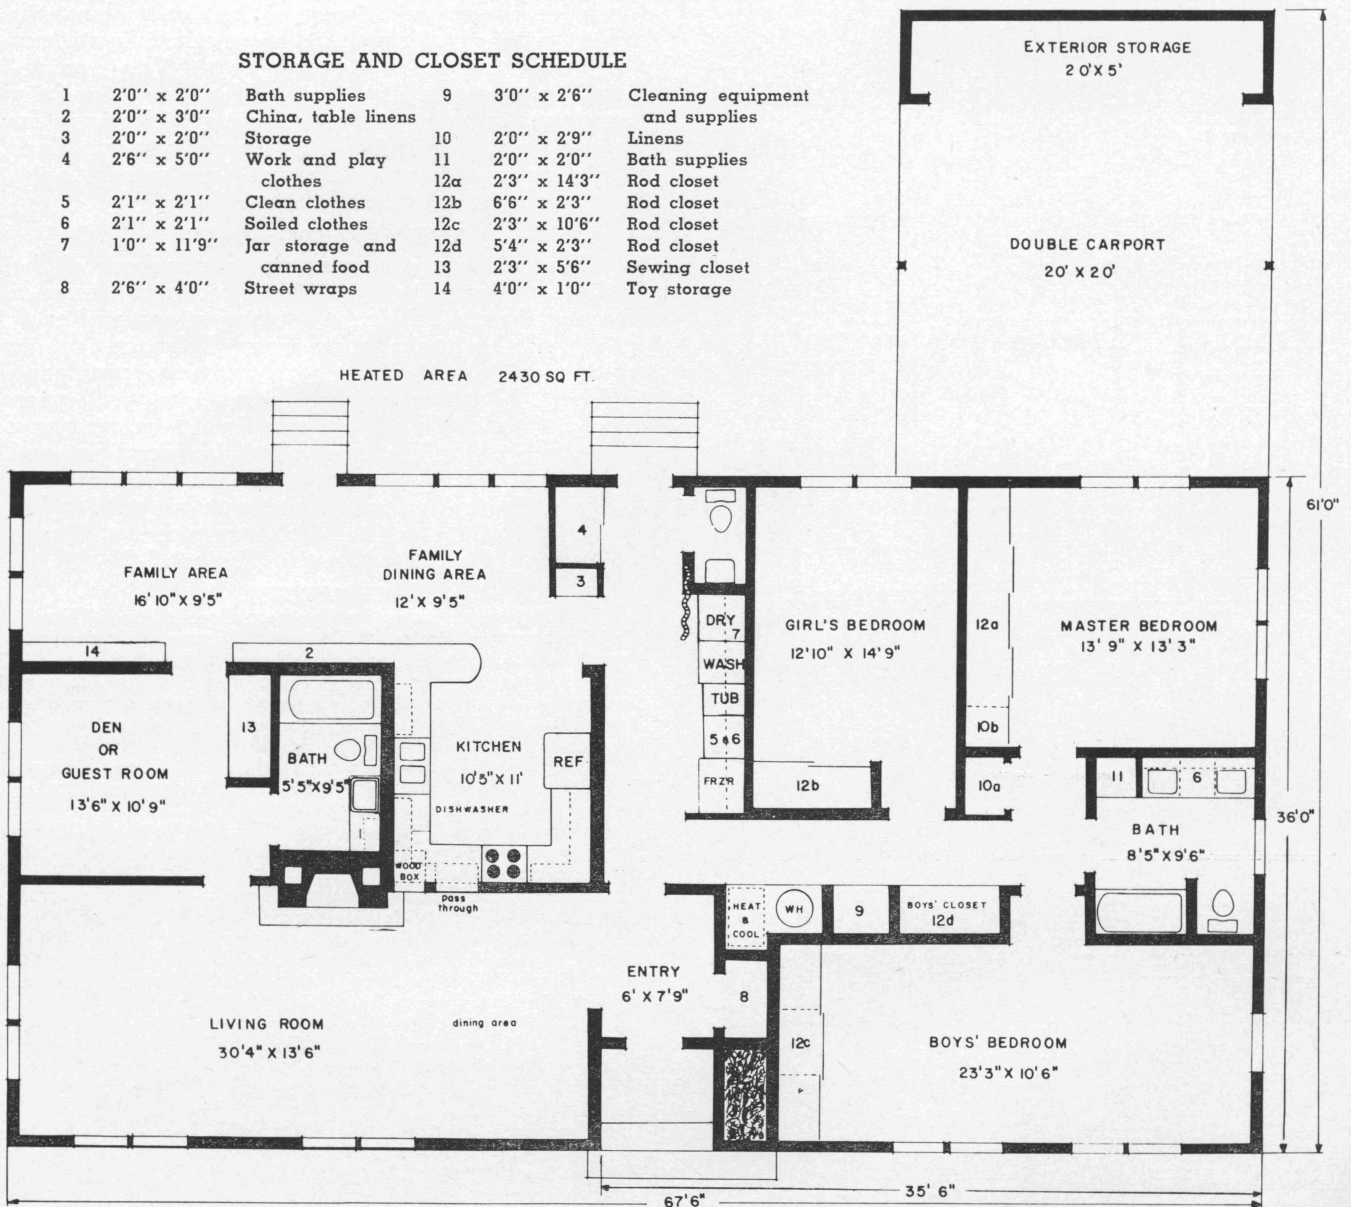 STORAGE AND CLOSET SCHEDULE
1 2'0'' x 2'0'' Bath supplies
2 2'0'' x 3'0'' China, table linens
3 2'0'' x 2'0'' Storage
4 2'6'' x 5'0'' Work and play
clothes
5 2'1'' x 2'1'' Clean clothes
6 2'1'' x 2'1'' Soiled clothes
7 1'0'' x 11'9'' Jar storage and
canned food
8 2'6'' x 4'0'' Street wraps
9 3'0'' x 2'6'' Cleaning equipment
and supplies
10 2'0'' x 2'9'' Linens
11 2'0'' x 2'0'' Bath supplies
12a 2'3'' x 14'3'' Rod closet
12b 6'6'' x 2'3'' Rod closet
12c 2'3'' x 10'6'' Rod closet
12d 5'4'' x 2'3'' Rod closet
13 2'3'' x 5'6'' Sewing closet
14 4'0'' x 1'0'' Toy storage
EXTERIOR STORAGE
20'X 5'
DOUBLE CARPORT
20' X 20'
HEATED AREA 2430 SQ FT.
61'0"
4
3
FAMILY AREA
16' 10" X 9'5"
FAMILY
DINING AREA
12' X 9'5"
DRY
7
WASH
TUB
5 & 6
FRZ'R
GIRL'S BEDROOM
12'10" X 14'9"
12a
10b
MASTER BEDROOM
13' 9" X 13' 3"
14
2
DEN
OR
GUEST ROOM
13'6" X 10'9"
13
BATH
5'5"X9'5"
KITCHEN
10'5"X 11'
REF
DISHWASHER
WOOD
BOX
pass
through
12b
10a
11
6
BATH
8'5"X9'6"
36'0"
HEAT
&
COOL
WH
9
BOYS' CLOSET
12d
ENTRY
6' X 7'9"
8
LIVING ROOM
30'4" X 13'6"
dining area
12c
BOYS' BEDROOM
23'3"X 10'6"
35' 6"
67'6"